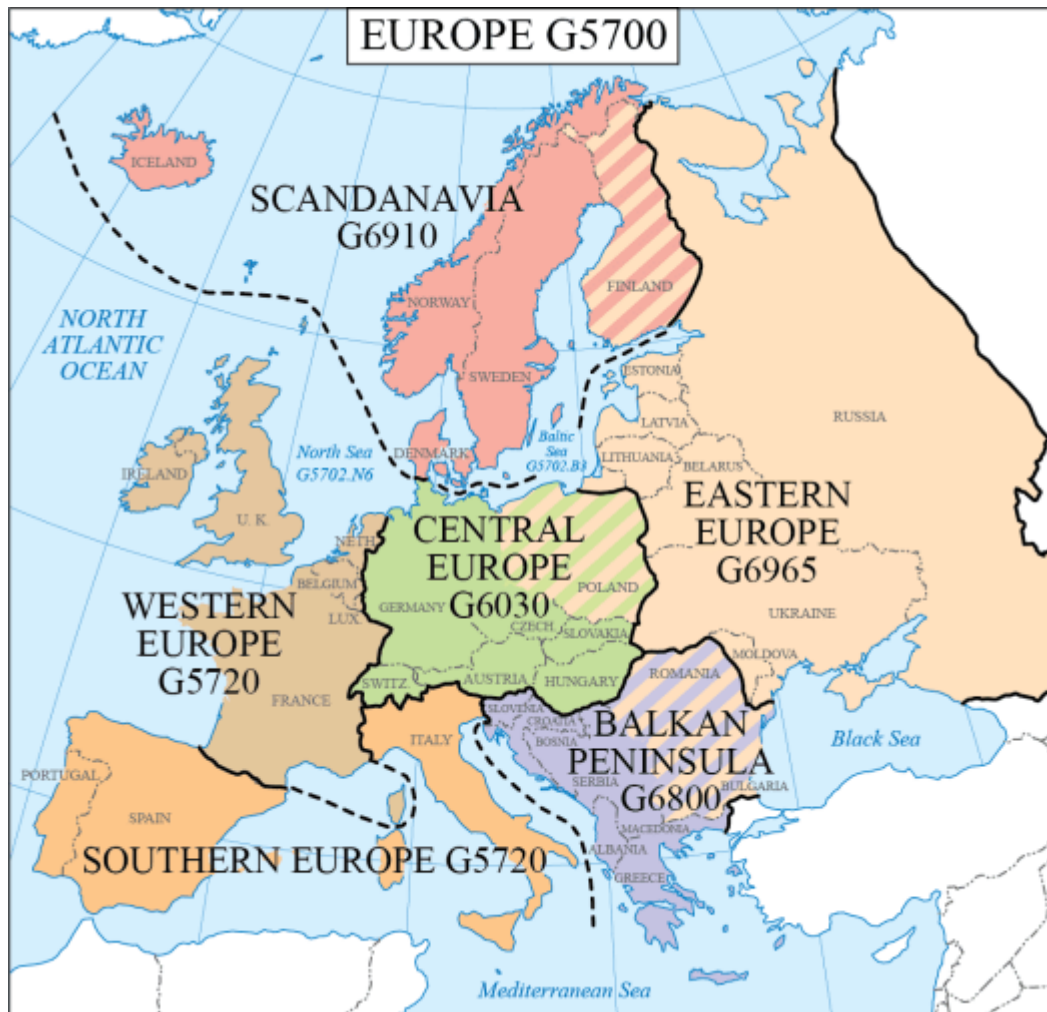 EUROPE G5700
ICELAND
SCANDANAVIA
G6910
NORWAY
SWEDEN
FINLAND
NORTH
ATLANTIC
OCEAN
North Sea
G5702.N6
DENMARK
Baltic
Sea
G5702.B3
ESTONIA
LATVIA
LITHUANIA
BELARUS
RUSSIA
IRELAND
U. K.
NETH.
BELGIUM
LUX.
WESTERN
EUROPE
G5720
FRANCE
CENTRAL
EUROPE
G6030
GERMANY
POLAND
CZECH.
SLOVAKIA
SWITZ.
AUSTRIA
HUNGARY
EASTERN
EUROPE
G6965
UKRAINE
MOLDOVA
ROMANIA
SLOVENIA
CROATIA
BOSNIA
BALKAN
PENINSULA
G6800
SERBIA
BULGARIA
MACEDONIA
ALBANIA
GREECE
Black Sea
ITALY
PORTUGAL
SPAIN
SOUTHERN EUROPE G5720
Mediterranean Sea